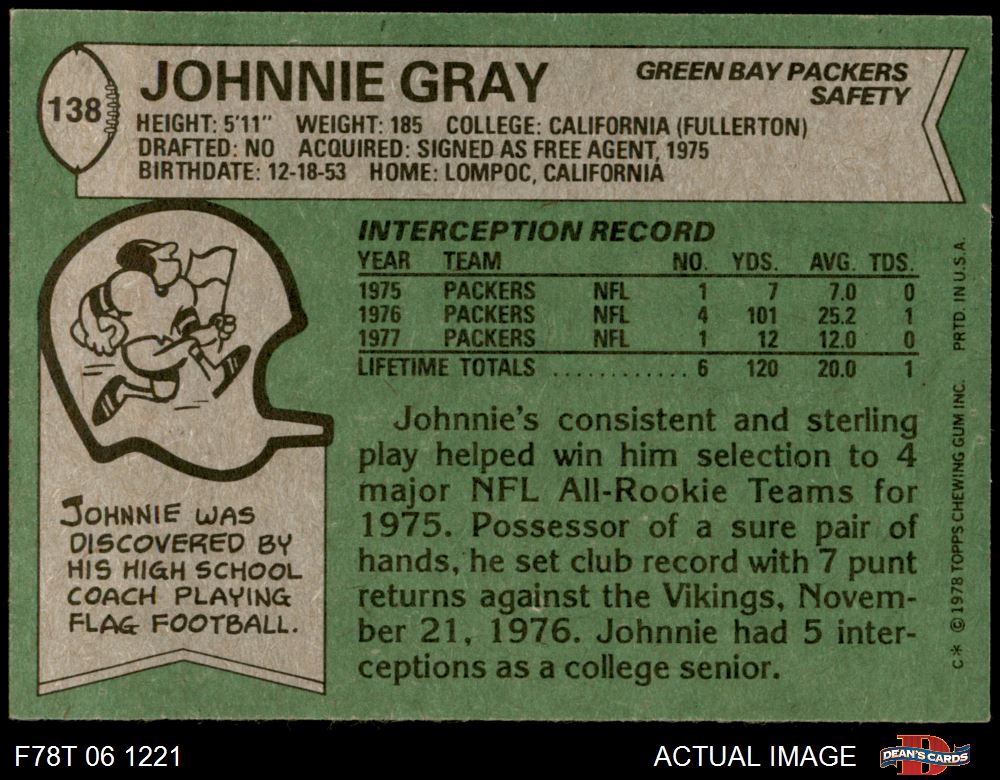 138
JOHNNIE GRAY
GREEN BAY PACKERS
SAFETY
HEIGHT: 5'11" WEIGHT: 185 COLLEGE: CALIFORNIA (FULLERTON)
DRAFTED: NO ACQUIRED: SIGNED AS FREE AGENT, 1975
BIRTHDATE: 12-18-53 HOME: LOMPOC, CALIFORNIA
INTERCEPTION RECORD
YEAR TEAM NO. YDS. AVG. TDS.
1975 PACKERS NFL 1 7 7.0 0
1976 PACKERS NFL 4 101 25.2 1
1977 PACKERS NFL 1 12 12.0 0
LIFETIME TOTALS ............ 6 120 20.0 1
Johnnie's consistent and sterling
play helped win him selection to 4
major NFL All-Rookie Teams for
1975. Possessor of a sure pair of
hands, he set club record with 7 punt
returns against the Vikings, Novem-
ber 21, 1976. Johnnie had 5 inter-
ceptions as a college senior.
JOHNNIE WAS
DISCOVERED BY
HIS HIGH SCHOOL
COACH PLAYING
FLAG FOOTBALL.
C* © 1978 TOPPS CHEWING GUM INC. PRTD. IN U.S.A.
F78T 06 1221
ACTUAL IMAGE
D
DEAN'S CARDS